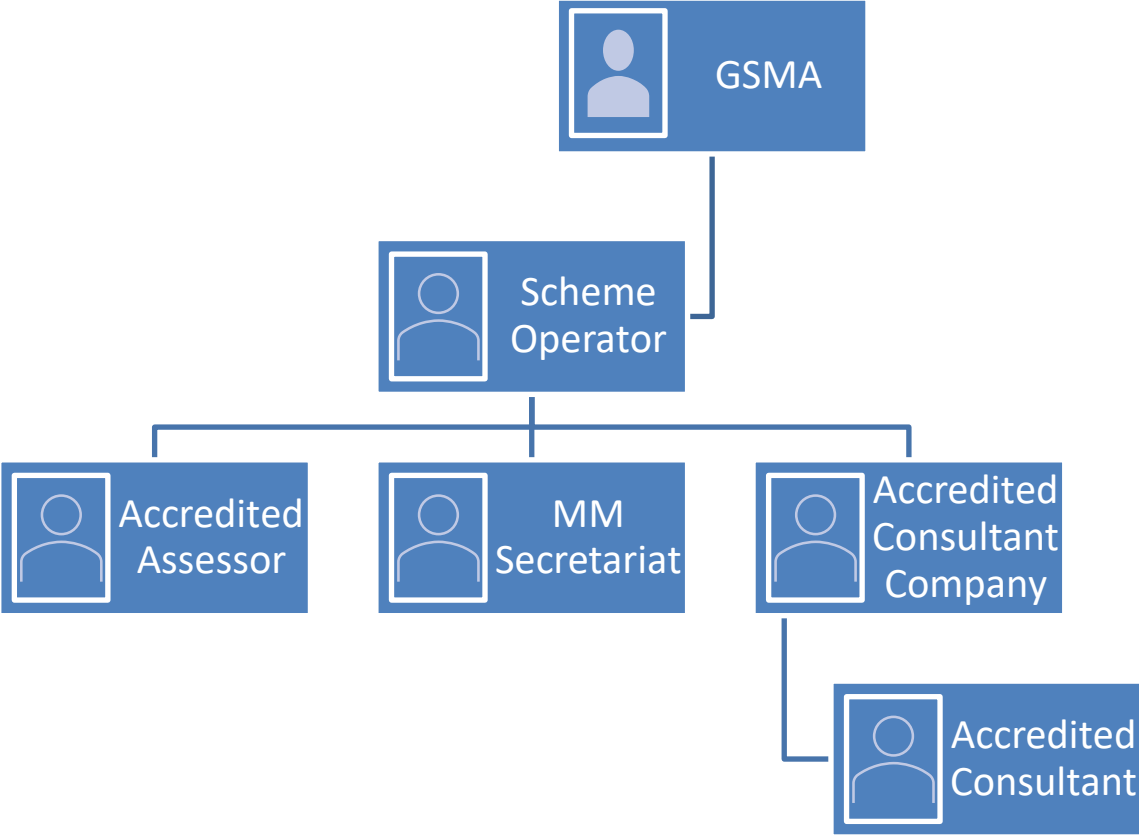 GSMA
Scheme
Operator
Accredited
Assessor
MM
Secretariat
Accredited
Consultant
Company
Accredited
Consultant